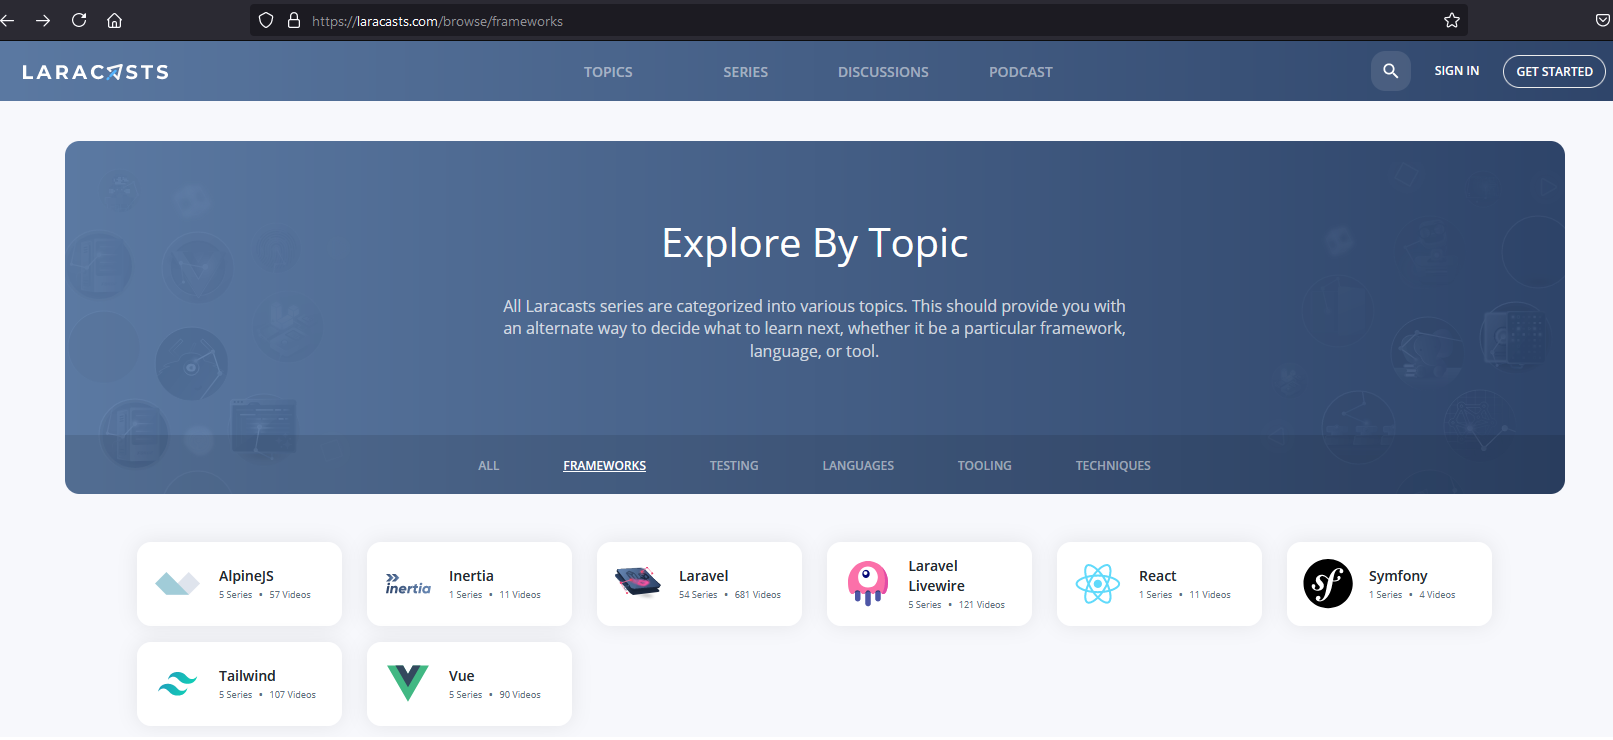 https://laracasts.com/browse/frameworks
LARACASTS
TOPICS
SERIES
DISCUSSIONS
PODCAST
SIGN IN
GET STARTED
Explore By Topic
All Laracasts series are categorized into various topics. This should provide you with
an alternate way to decide what to learn next, whether it be a particular framework,
language, or tool.
ALL
FRAMEWORKS
TESTING
LANGUAGES
TOOLING
TECHNIQUES
AlpineJS
5 Series • 57 Videos
inertia
Inertia
1 Series • 11 Videos
Laravel
54 Series • 681 Videos
Laravel
Livewire
5 Series • 121 Videos
React
1 Series • 11 Videos
sf
Symfony
1 Series • 4 Videos
Tailwind
5 Series • 107 Videos
Vue
5 Series • 90 Videos